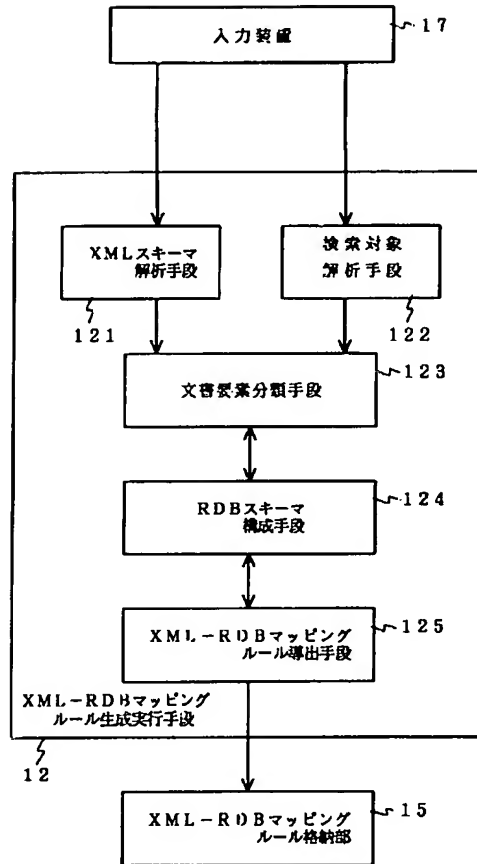 入力装置
17
XMLスキーマ
解析手段
121
検索対象
解析手段
122
文書要素分類手段
123
RDBスキーマ
構成手段
124
XML-RDBマッピング
ルール導出手段
125
XML-RDBマッピング
ルール生成実行手段
12
XML-RDBマッピング
ルール格納部
15